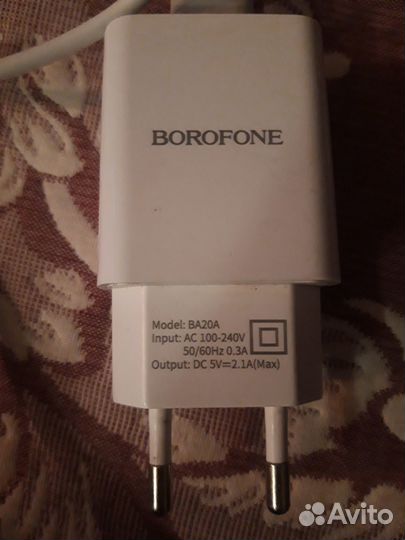 BOROFONE
Model: BA20A
Input: AC 100-240V
50/60Hz 0.3A
Output: DC 5V⎓2.1A(Max)
Avito